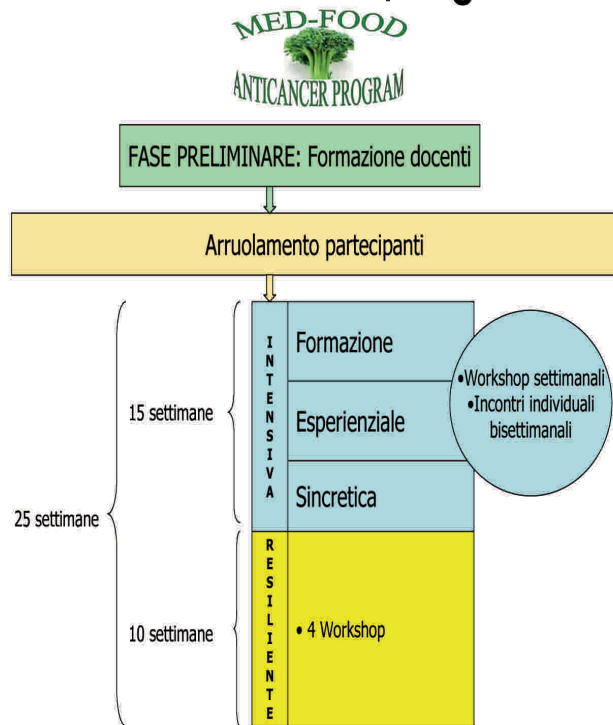 MED-FOOD
ANTICANCER PROGRAM
FASE PRELIMINARE: Formazione docenti
Arruolamento partecipanti
25 settimane
15 settimane
INTENSIVA
Formazione
Esperienziale
Sincretica
•Workshop settimanali
•Incontri individuali
bisettimanali
10 settimane
RESILIENTE
• 4 Workshop